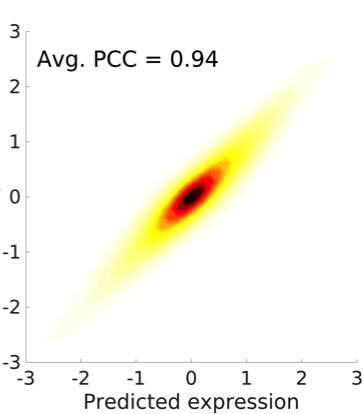 3
Avg. PCC = 0.94
2
1
0
-1
-2
-3
-3 -2 -1 0 1 2 3
Predicted expression